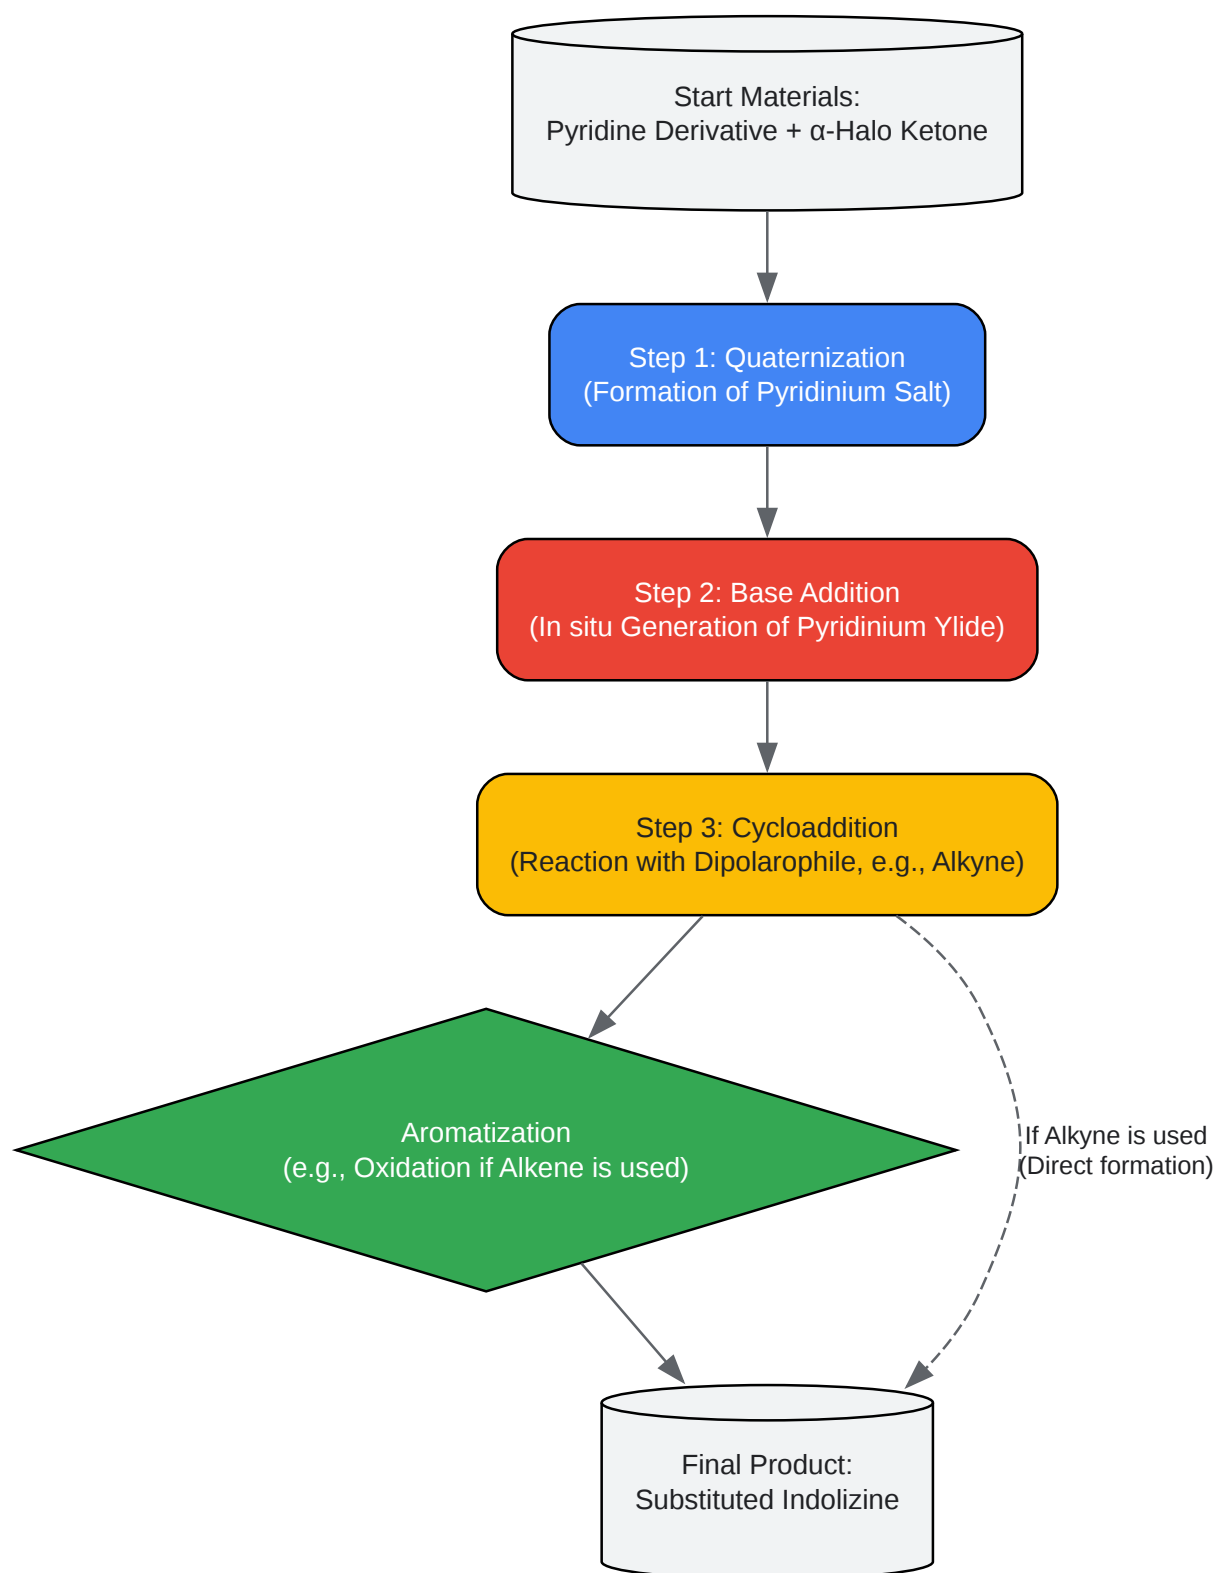 Start Materials:
Pyridine Derivative + α-Halo Ketone
Step 1: Quaternization
(Formation of Pyridinium Salt)
Step 2: Base Addition
(In situ Generation of Pyridinium Ylide)
Step 3: Cycloaddition
(Reaction with Dipolarophile, e.g., Alkyne)
Aromatization
(e.g., Oxidation if Alkene is used)
If Alkyne is used
(Direct formation)
Final Product:
Substituted Indolizine